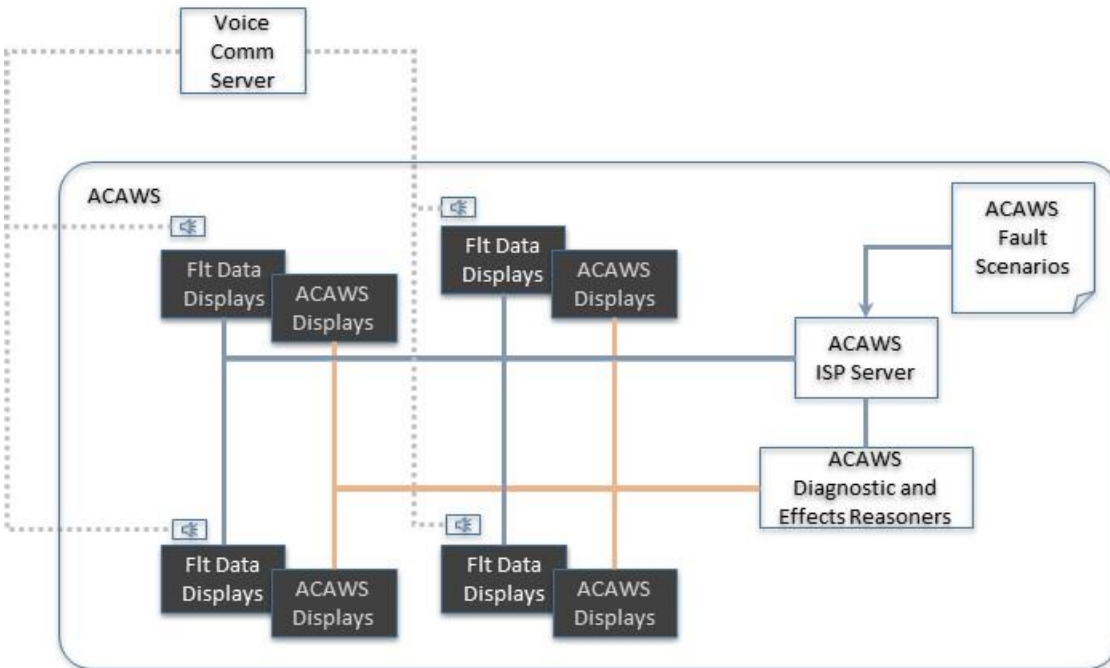 Voice
Comm
Server
ACAWS
Flt Data
Displays
ACAWS
Displays
Flt Data
Displays
ACAWS
Displays
ACAWS
Fault
Scenarios
ACAWS
ISP Server
ACAWS
Diagnostic and
Effects Reasoners
Flt Data
Displays
ACAWS
Displays
Flt Data
Displays
ACAWS
Displays